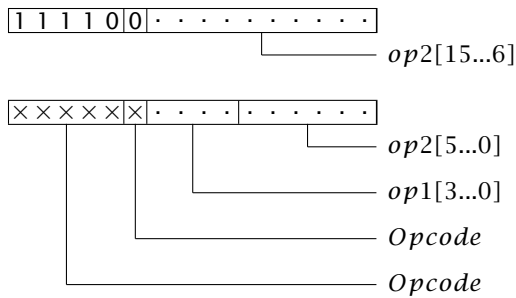 1 1 1 1 0 0 . . . . . . . . . .
op2[15...6]
× × × × × × . . . . . . . . . .
op2[5...0]
op1[3...0]
Opcode
Opcode